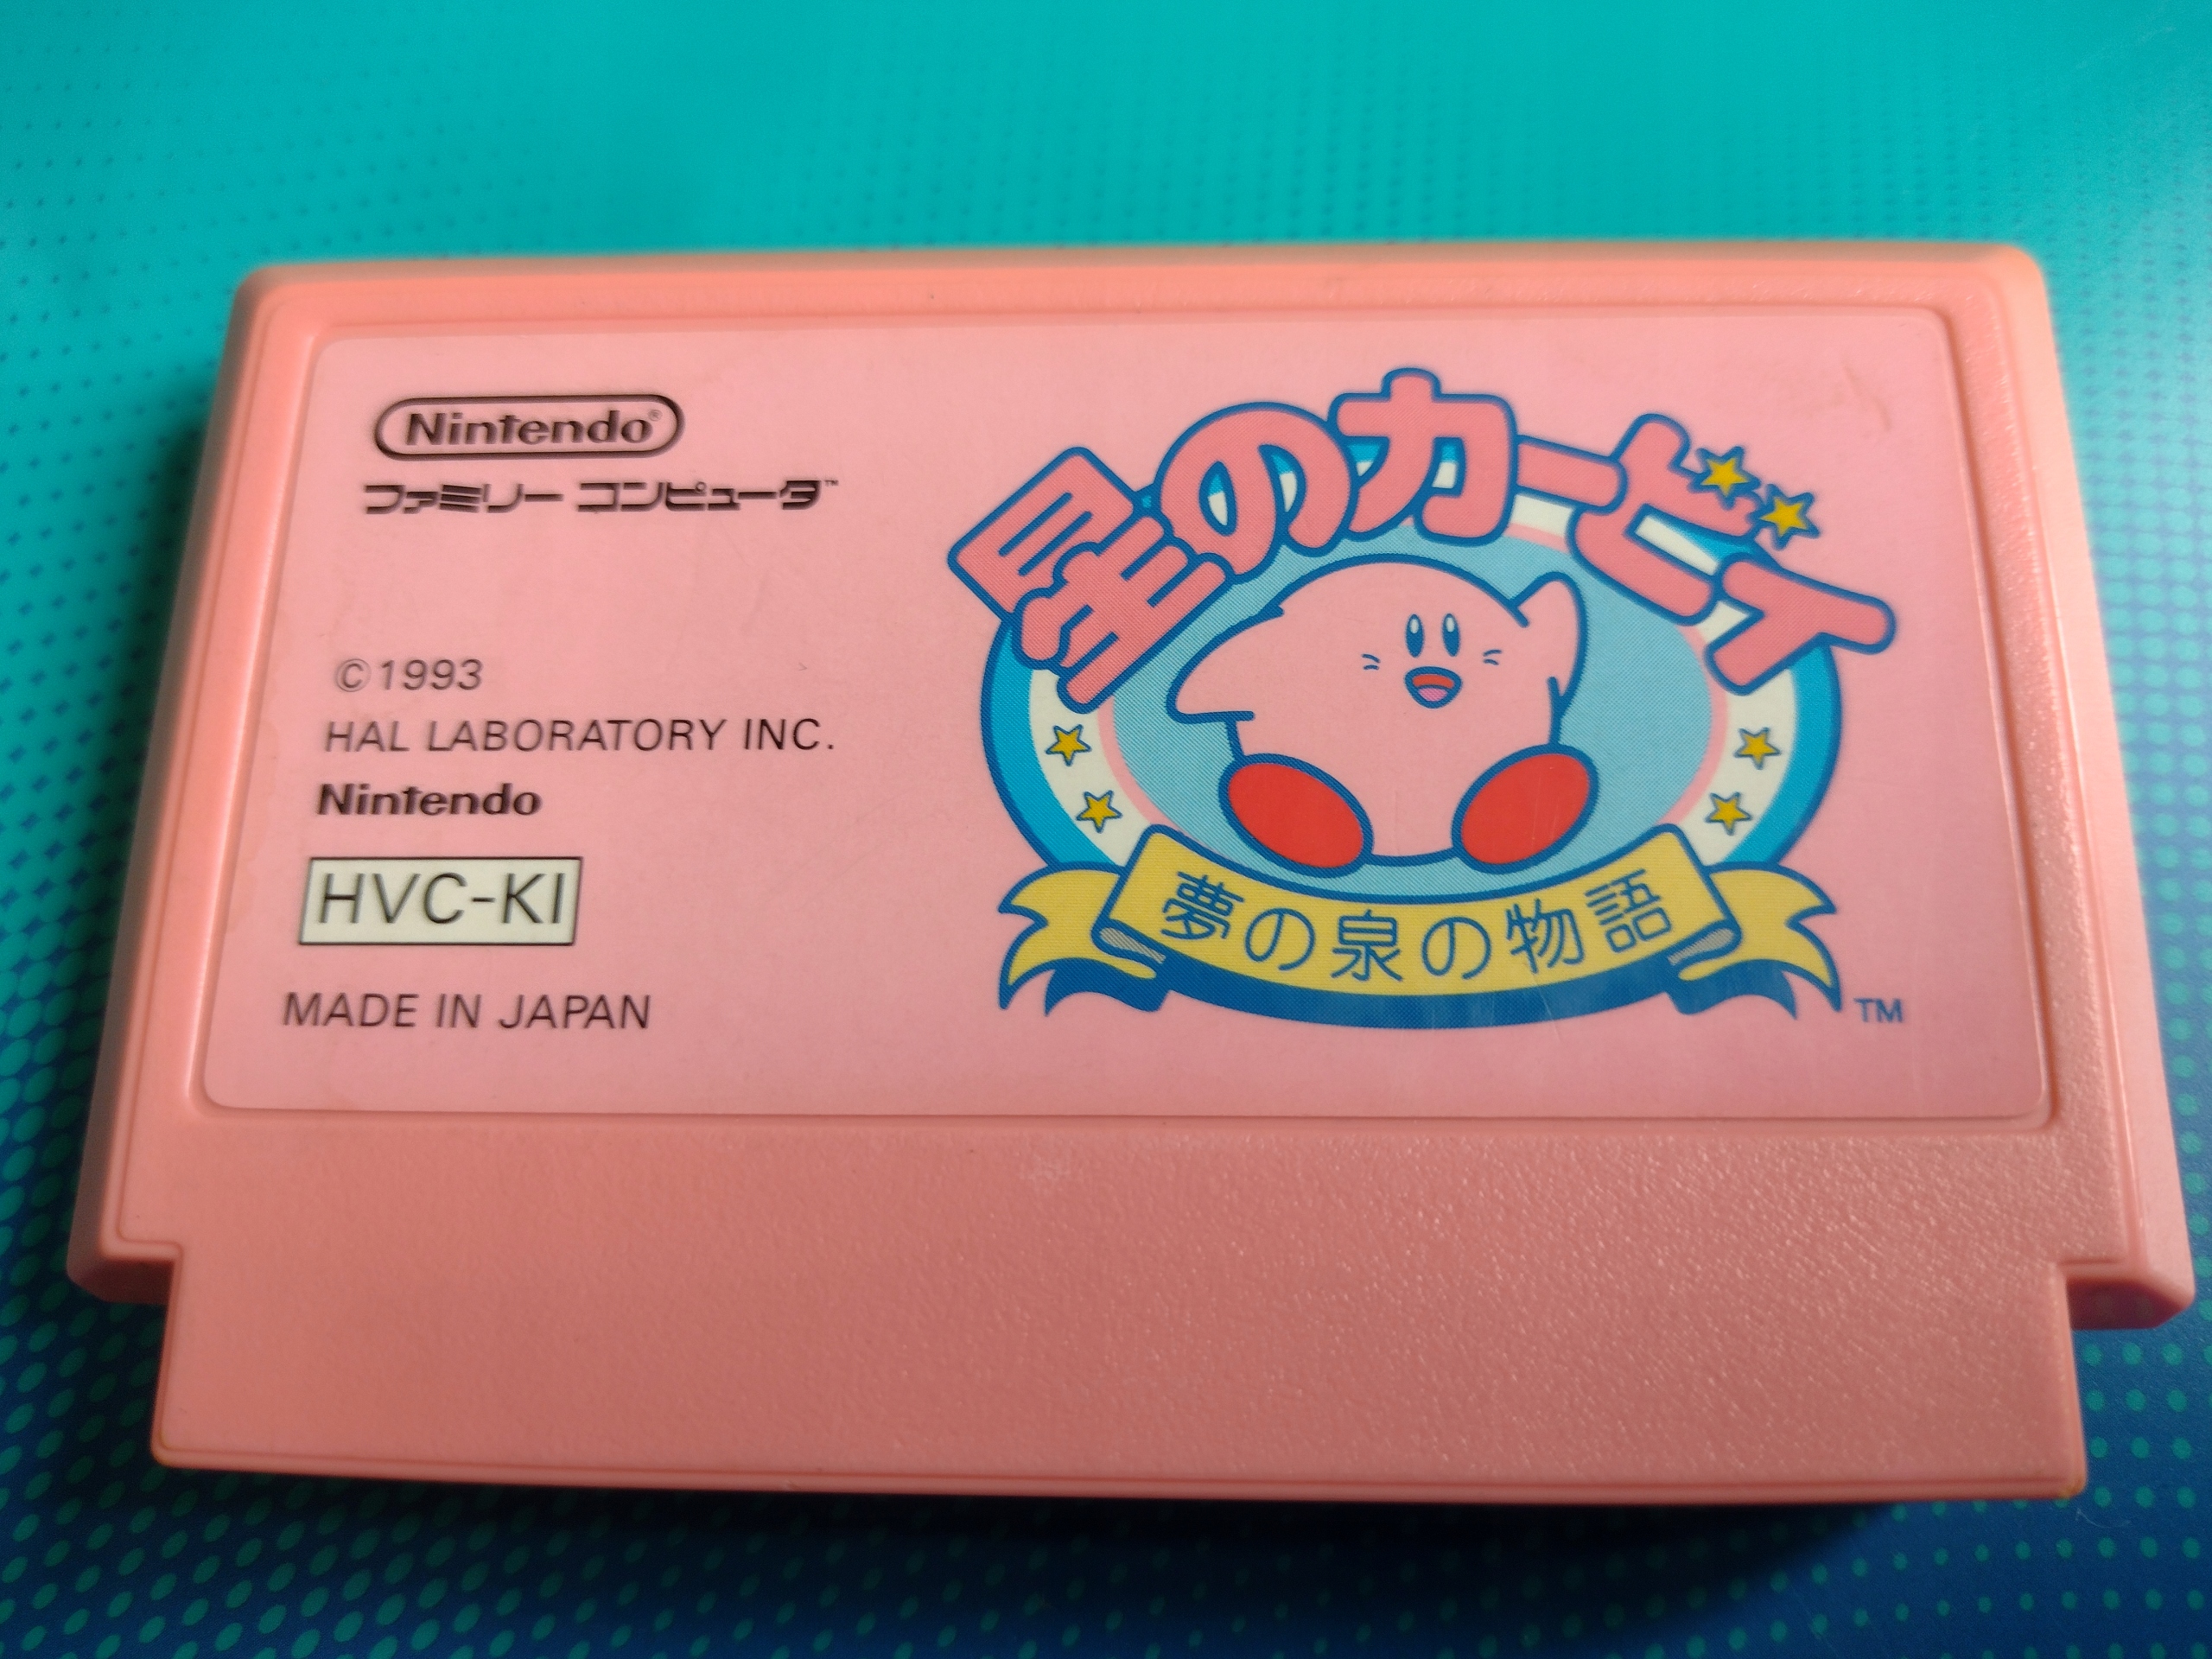 Nintendo®
ファミリー コンピュータ™
©1993
HAL LABORATORY INC.
Nintendo
HVC-KI
MADE IN JAPAN
星のカービィ
夢の泉の物語
TM